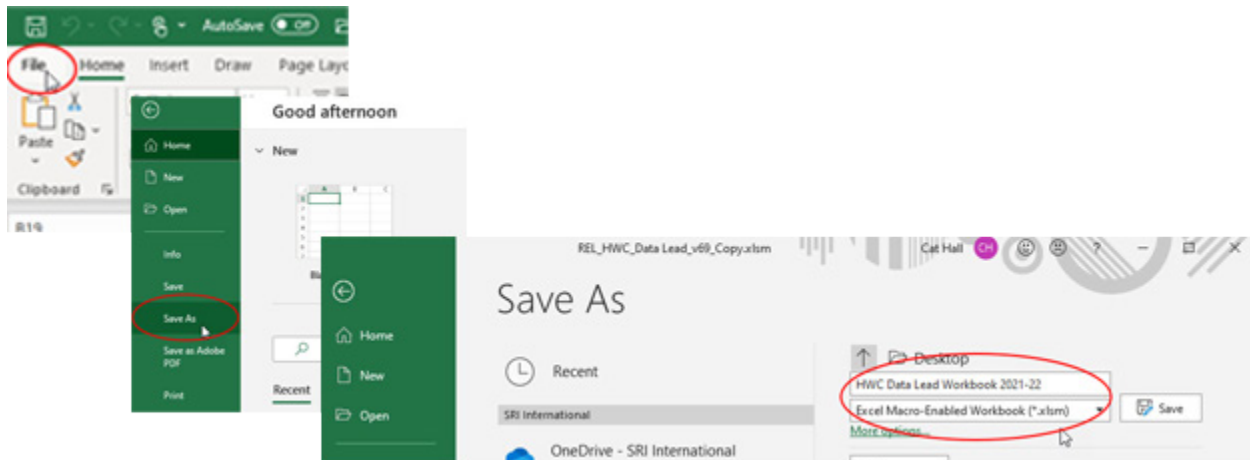 AutoSave Off
File Home Insert Draw Page Layo
Paste
Clipboard
B19
Good afternoon
Home
New
New
Open
Info
Save
Save As
Save as Adobe
PDF
Print
A B C
Recent
REL_HWC_Data Lead_v69_Copy.xlsm
Cat Hall CH ?
Save As
Home
New
Open
Recent
SRI International
OneDrive - SRI International
Desktop
HWC Data Lead Workbook 2021-22
Excel Macro-Enabled Workbook (*.xlsm)
Save
More options...